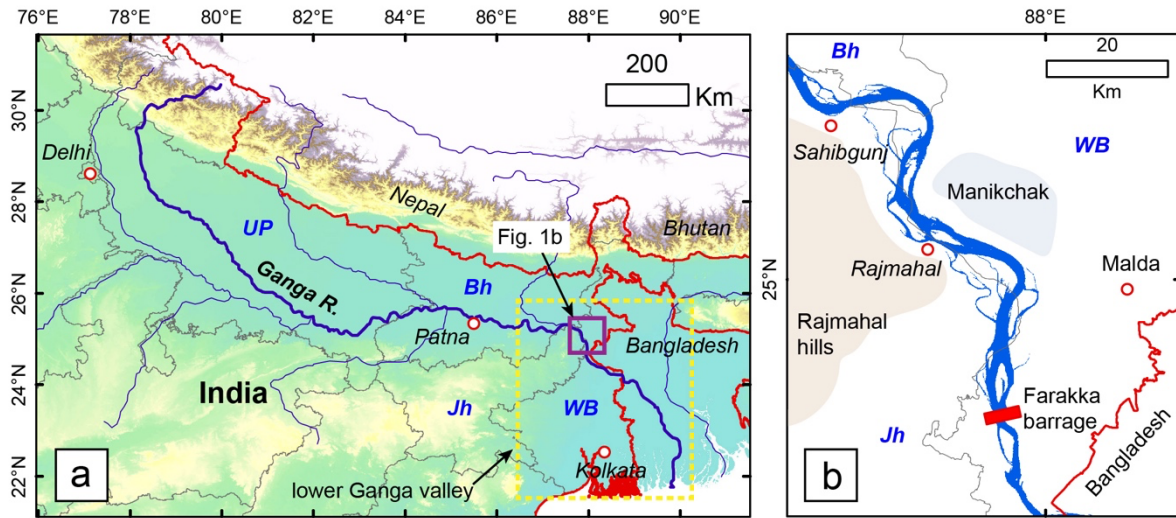 76°E
78°E
80°E
82°E
84°E
86°E
88°E
90°E
30°N
28°N
26°N
24°N
22°N
200
Km
Delhi
Nepal
Bhutan
Fig. 1b
UP
Ganga R.
Bh
Patna
Bangladesh
India
Jh
WB
Kolkata
lower Ganga valley
a
88°E
25°N
20
Km
Bh
WB
Sahibgunj
Manikchak
Rajmahal
Malda
Rajmahal
hills
Farakka
barrage
Jh
Bangladesh
b